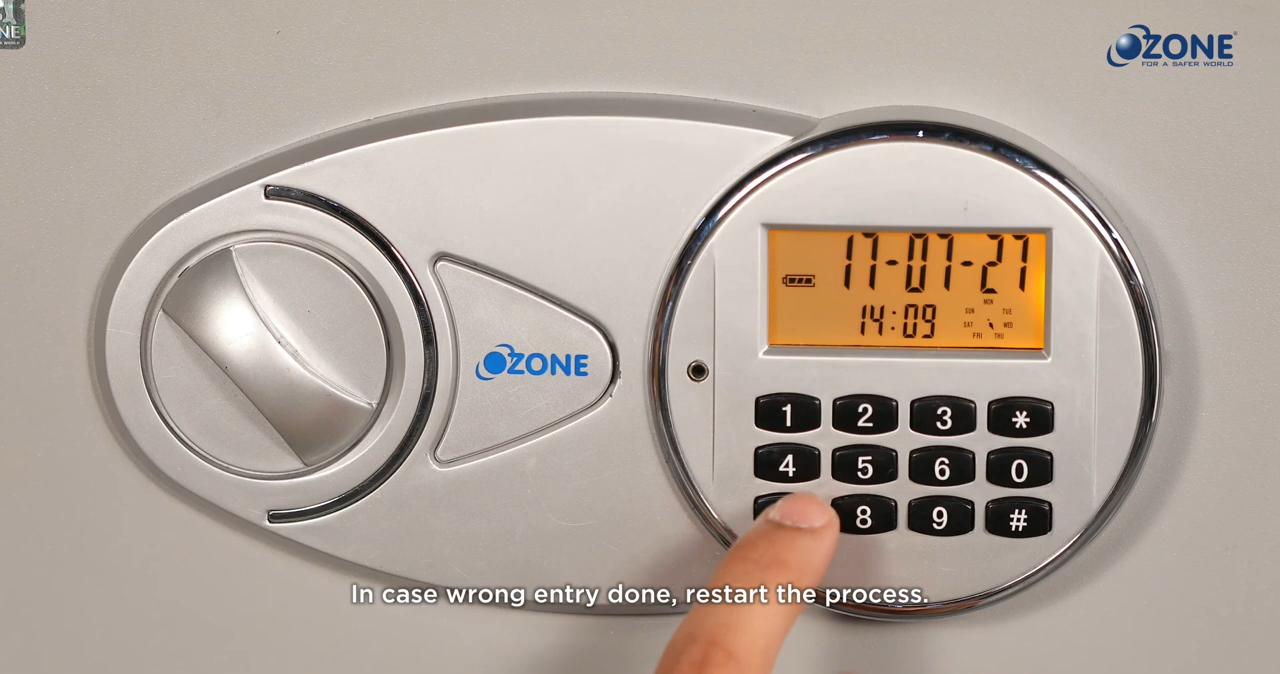 NE
OZONE
FOR A SAFER WORLD
17-07-27
14:09
MON
SUN TUE
SAT WED
FRI THU
OZONE
1 2 3 *
4 5 6 0
8 9 #
In case wrong entry done, restart the process.